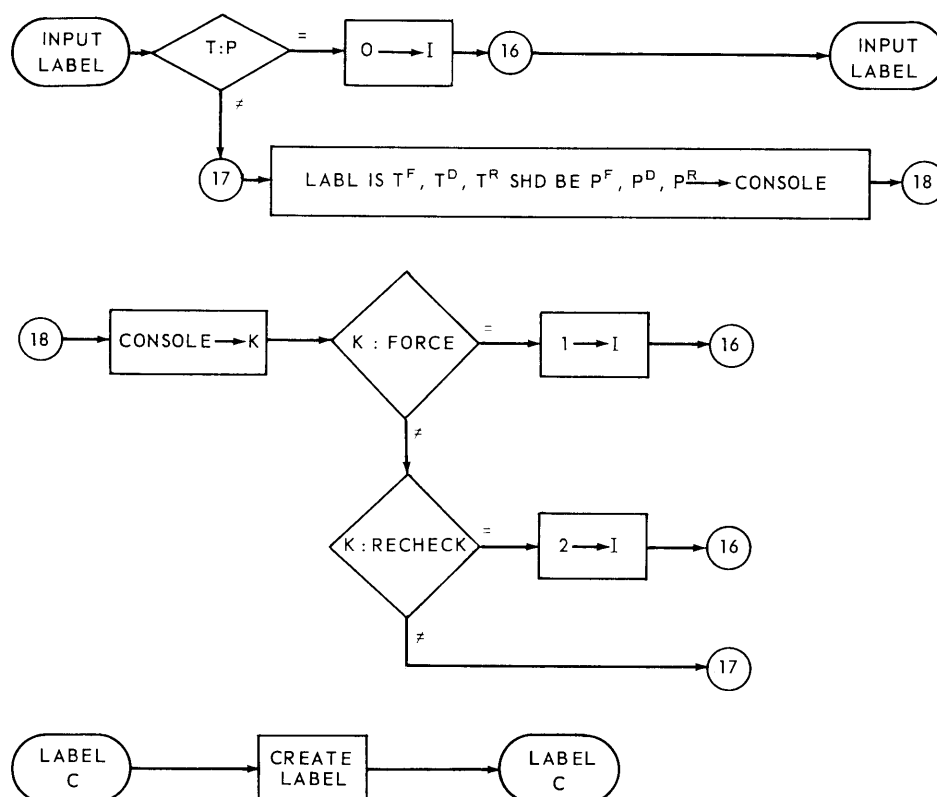 INPUT LABEL
T:P
=
O → I
16
INPUT LABEL
≠
17
LABL IS T^F, T^D, T^R SHD BE P^F, P^D, P^R → CONSOLE
18
18
CONSOLE → K
K : FORCE
=
1 → I
16
≠
K : RECHECK
=
2 → I
16
≠
17
LABEL C
CREATE LABEL
LABEL C